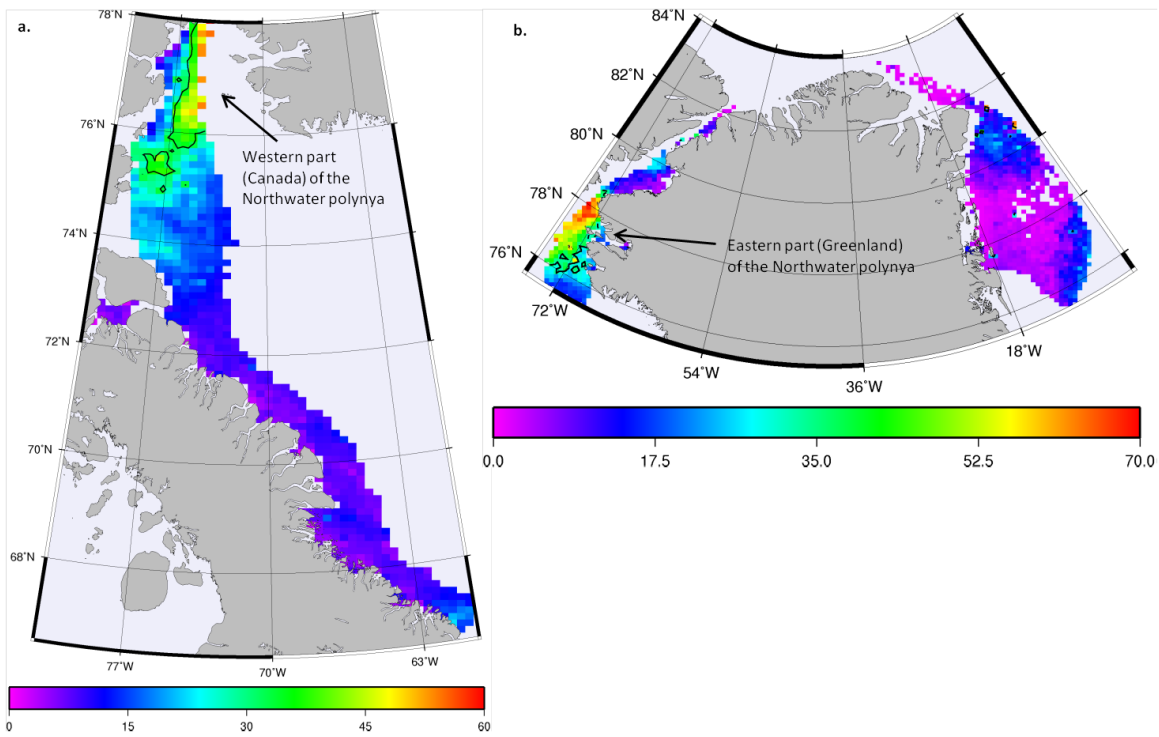 a.
78°N
76°N
74°N
72°N
70°N
68°N
77°W
70°W
63°W
Western part
(Canada) of the
Northwater polynya
0 15 30 45 60
b.
84°N
82°N
80°N
78°N
76°N
72°W
54°W
36°W
18°W
Eastern part (Greenland)
of the Northwater polynya
0.0 17.5 35.0 52.5 70.0